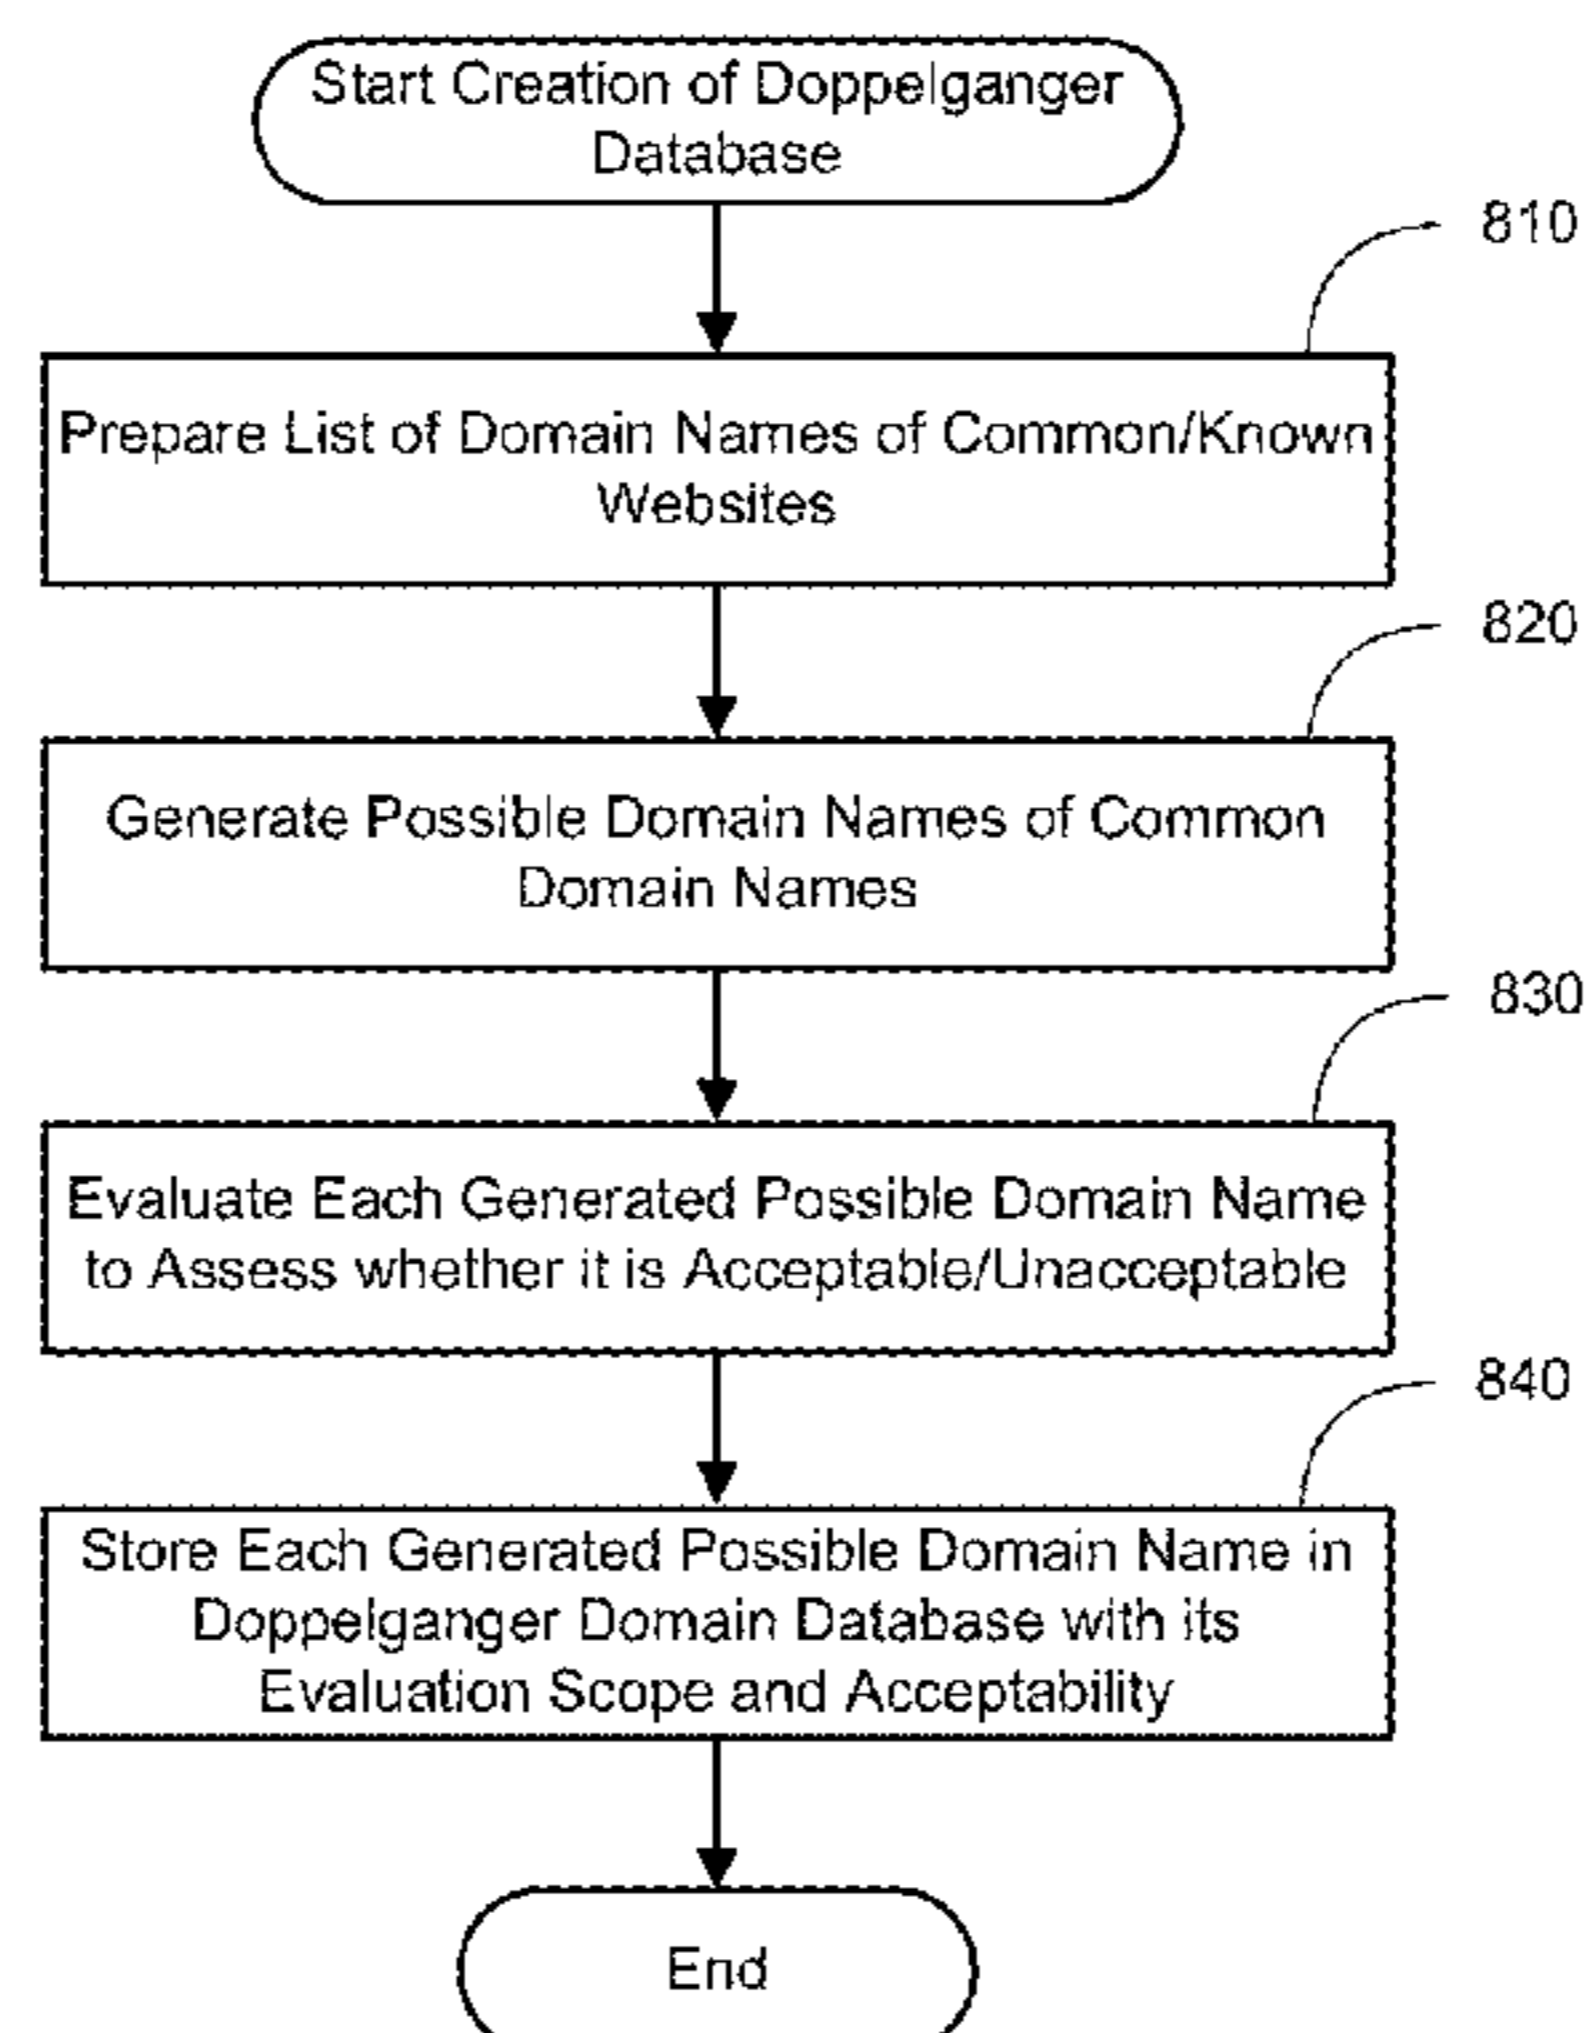 Start Creation of Doppelganger
Database
810
Prepare List of Domain Names of Common/Known
Websites
820
Generate Possible Domain Names of Common
Domain Names
830
Evaluate Each Generated Possible Domain Name
to Assess whether it is Acceptable/Unacceptable
840
Store Each Generated Possible Domain Name in
Doppelganger Domain Database with its
Evaluation Scope and Acceptability
End